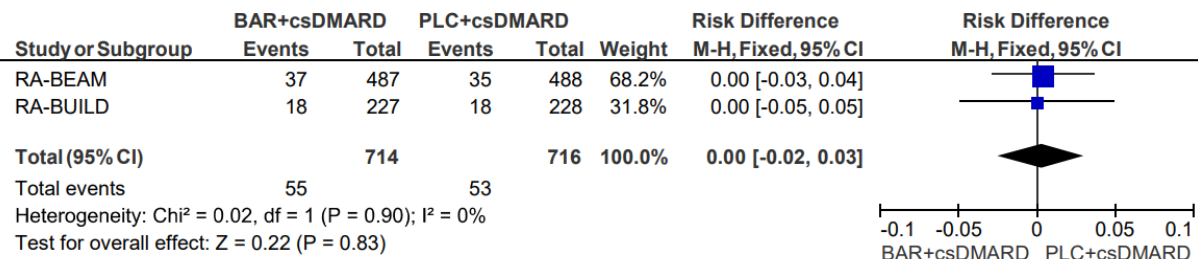 BAR+csDMARD PLC+csDMARD Risk Difference Risk Difference
Study or Subgroup Events Total Events Total Weight M-H, Fixed, 95% CI M-H, Fixed, 95% CI
RA-BEAM 37 487 35 488 68.2% 0.00 [-0.03, 0.04]
RA-BUILD 18 227 18 228 31.8% 0.00 [-0.05, 0.05]
Total (95% CI) 714 716 100.0% 0.00 [-0.02, 0.03]
Total events 55 53
Heterogeneity: Chi² = 0.02, df = 1 (P = 0.90); I² = 0%
Test for overall effect: Z = 0.22 (P = 0.83)
-0.1 -0.05 0 0.05 0.1
BAR+csDMARD PLC+csDMARD